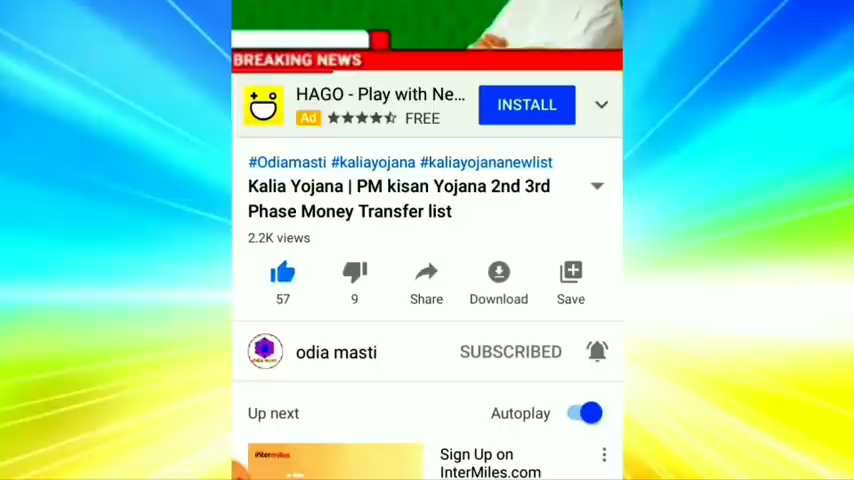 BREAKING NEWS
HAGO - Play with Ne...
INSTALL
Ad
FREE
#Odiamasti #kaliayojana #kaliayojananewlist
Kalia Yojana | PM kisan Yojana 2nd 3rd
Phase Money Transfer list
2.2K views
57
9
Share
Download
Save
odia masti
SUBSCRIBED
Up next
Autoplay
intermiles
Sign Up on
InterMiles.com